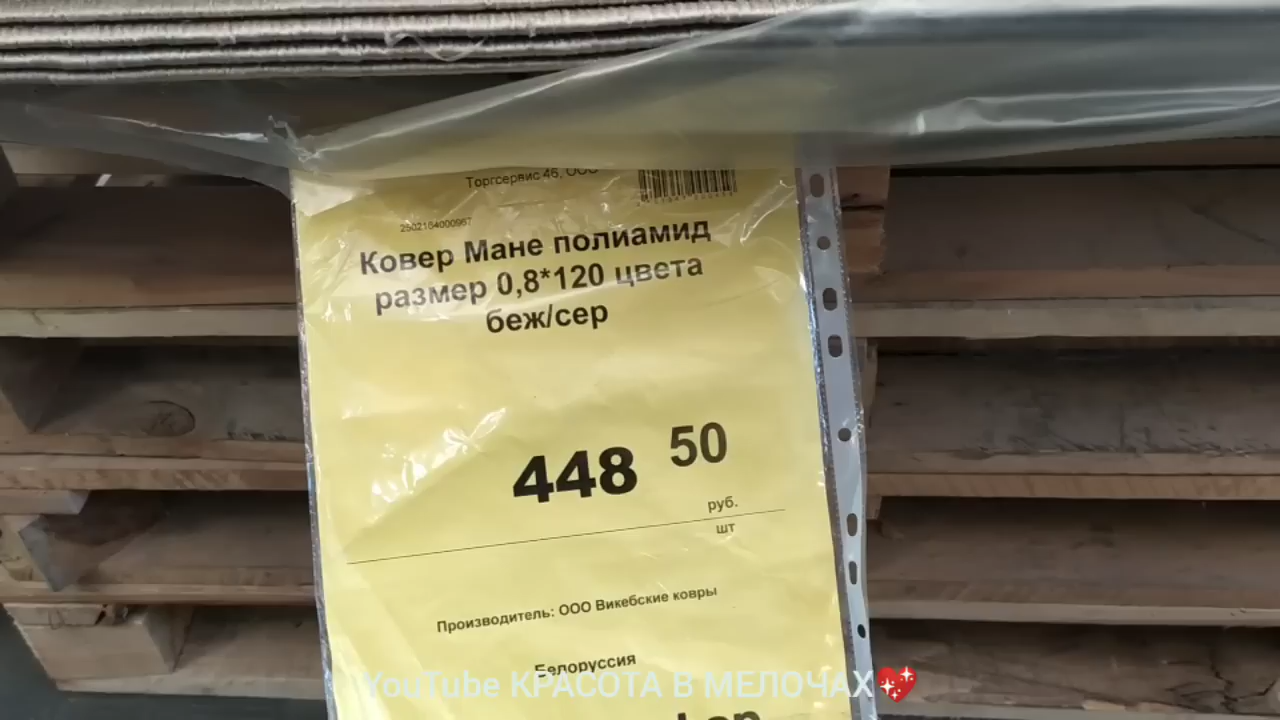 Торгсервис 46, ООО
2502164000967
Ковер Мане полиамид
размер 0,8*120 цвета
беж/сер
448 50
руб.
шт
Производитель: ООО Викебские ковры
Белоруссия
YouTube КРАСОТА В МЕЛОЧАХ💖